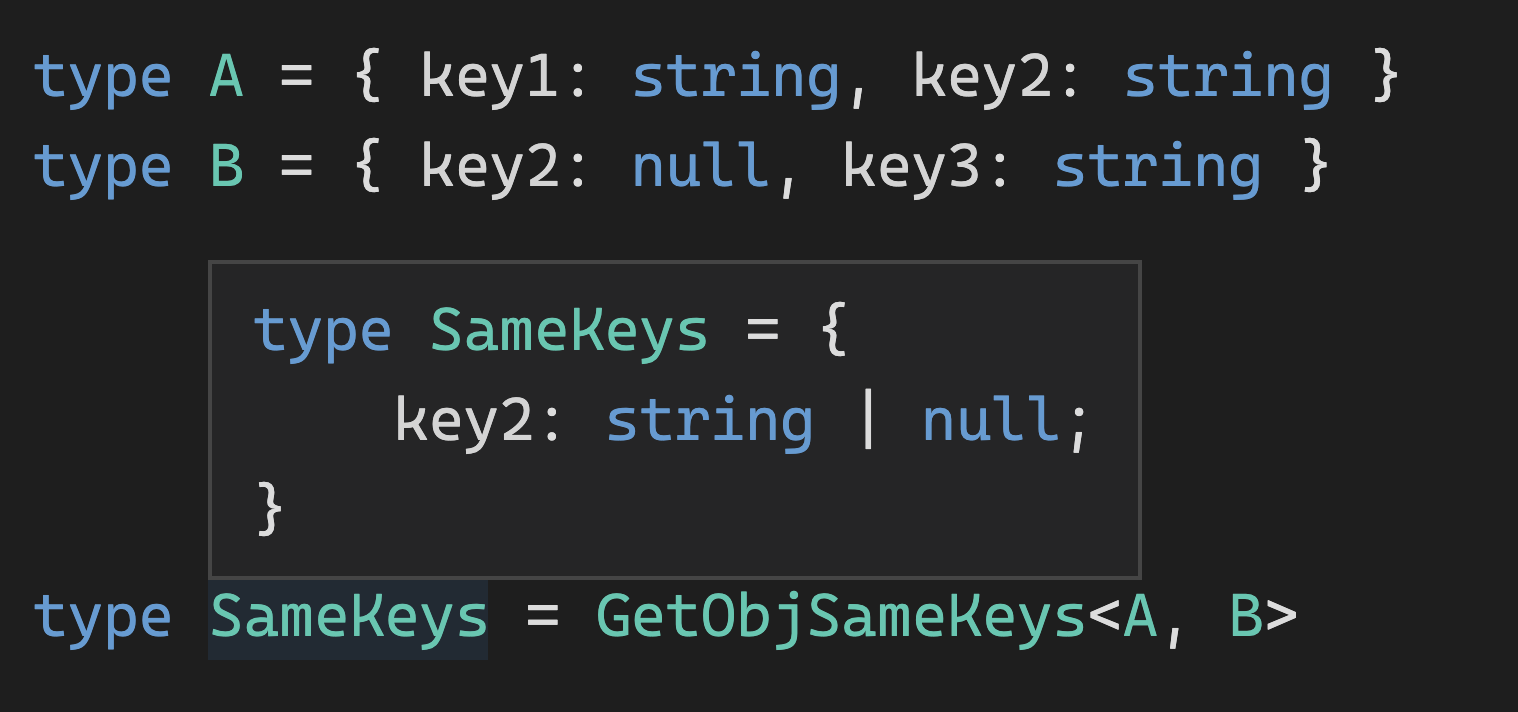 type A = { key1: string, key2: string }
type B = { key2: null, key3: string }
type SameKeys = {
key2: string | null;
}
type SameKeys = GetObjSameKeys<A, B>